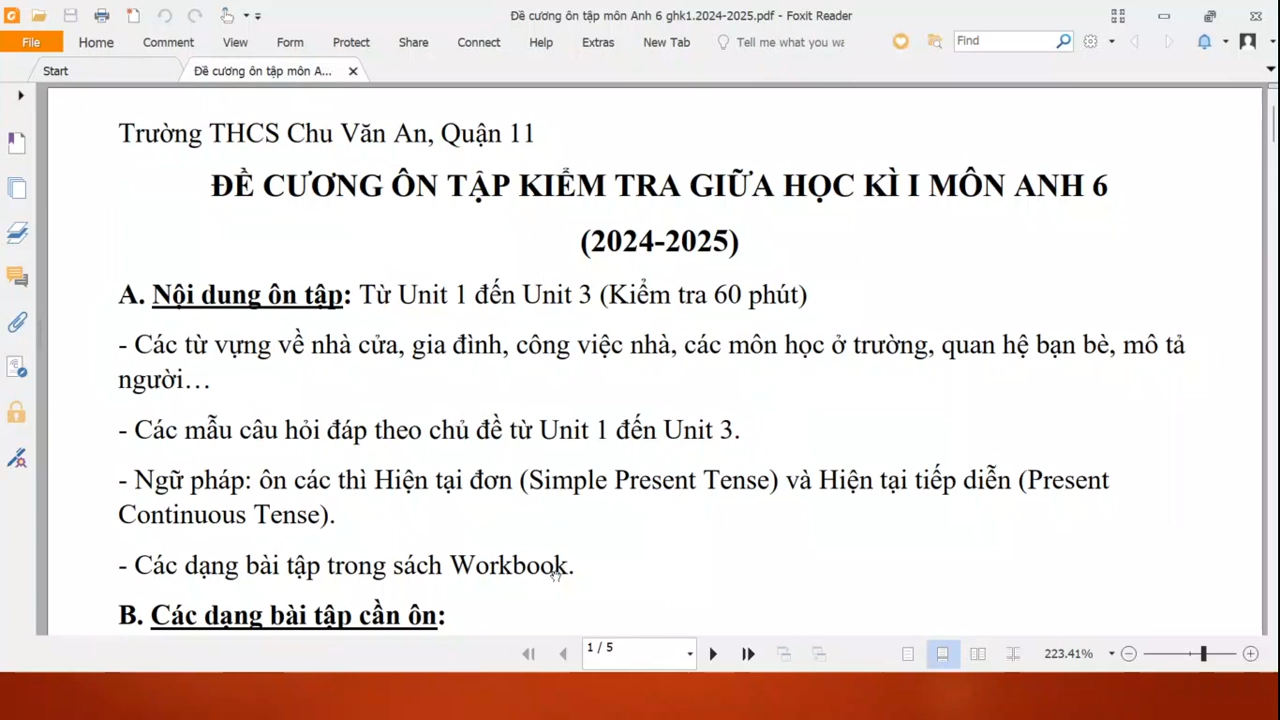 Đề cương ôn tập môn Anh 6 ghk1.2024-2025.pdf - Foxit Reader
File Home Comment View Form Protect Share Connect Help Extras New Tab Tell me what you wa Find
Start Đề cương ôn tập môn A...
Trường THCS Chu Văn An, Quận 11
ĐỀ CƯƠNG ÔN TẬP KIỂM TRA GIỮA HỌC KÌ I MÔN ANH 6
(2024-2025)
A. Nội dung ôn tập: Từ Unit 1 đến Unit 3 (Kiểm tra 60 phút)
- Các từ vựng về nhà cửa, gia đình, công việc nhà, các môn học ở trường, quan hệ bạn bè, mô tả
người…
- Các mẫu câu hỏi đáp theo chủ đề từ Unit 1 đến Unit 3.
- Ngữ pháp: ôn các thì Hiện tại đơn (Simple Present Tense) và Hiện tại tiếp diễn (Present
Continuous Tense).
- Các dạng bài tập trong sách Workbook.
B. Các dạng bài tập cần ôn:
1 / 5 223.41%